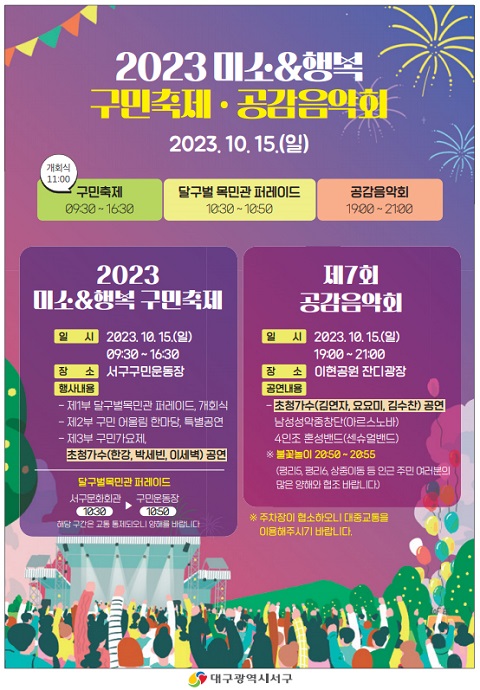 2023 미소&행복
구민축제·공감음악회
2023. 10. 15.(일)
개회식
11:00
구민축제
09:30 ~ 16:30
달구벌 목민관 퍼레이드
10:30 ~ 10:50
공감음악회
19:00 ~ 21:00
2023
미소&행복 구민축제
일 시 2023. 10. 15.(일)
09:30 ~ 16:30
장 소 서구구민운동장
행사내용
- 제1부 달구벌목민관 퍼레이드, 개회식
- 제2부 구민 어울림 한마당, 특별공연
- 제3부 구민가요제,
초청가수(한강, 박세빈, 이세벽) 공연
달구벌목민관 퍼레이드
서구문화회관 ▶ 구민운동장
10:30 10:50
해당 구간은 교통 통제되오니 양해를 바랍니다
제7회
공감음악회
일 시 2023. 10. 15.(일)
19:00 ~ 21:00
장 소 이현공원 잔디광장
공연내용
- 초청가수(김연자, 요요미, 김수찬) 공연
남성성악중창단(아르스노바)
4인조 혼성밴드(센슈얼밴드)
※ 불꽃놀이 20:50 ~ 20:55
(평리5, 평리6, 상중이동 등 인근 주민 여러분의
많은 양해와 협조 바랍니다.)
※ 주차장이 협소하오니 대중교통을
이용해주시기 바랍니다.
대구광역시서구